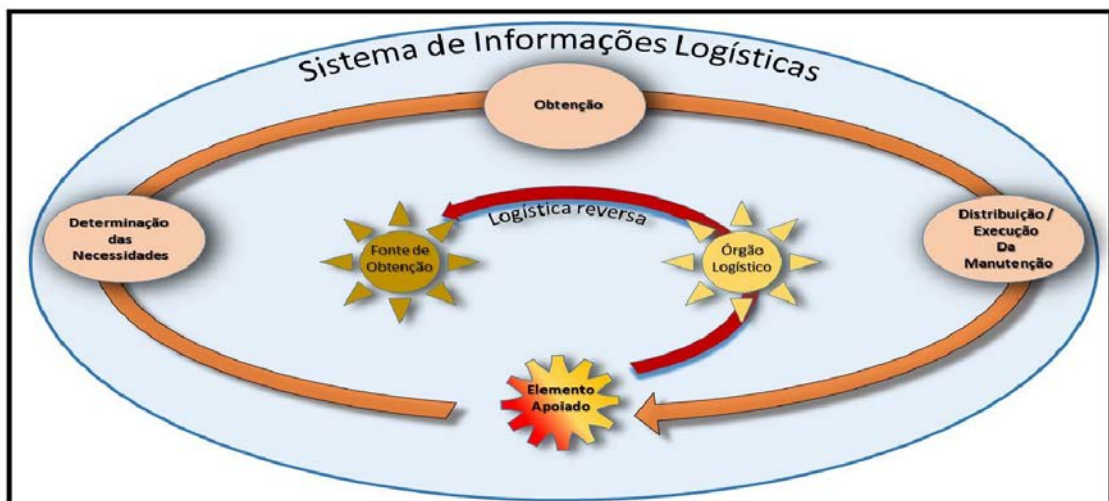 Sistema de Informações Logísticas
Obtenção
Determinação
das
Necessidades
Distribuição /
Execução
Da
Manutenção
Logística reversa
Fonte de
Obtenção
Órgão
Logístico
Elemento
Apoiado